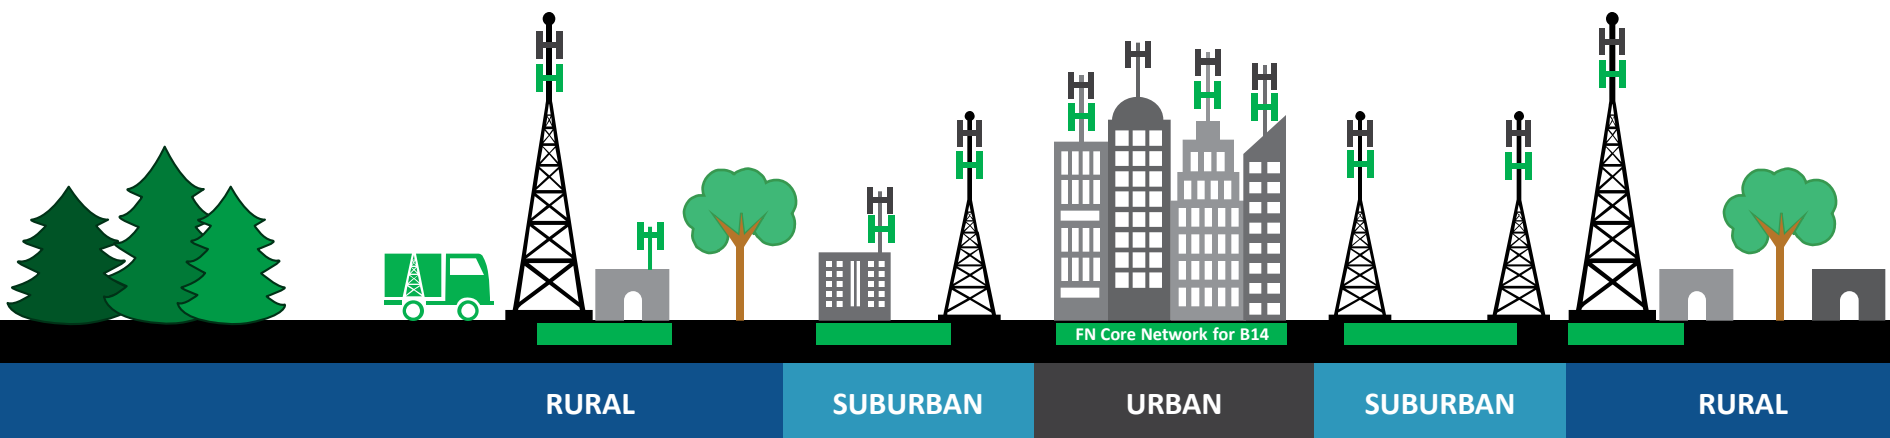 FN Core Network for B14
RURAL
SUBURBAN
URBAN
SUBURBAN
RURAL